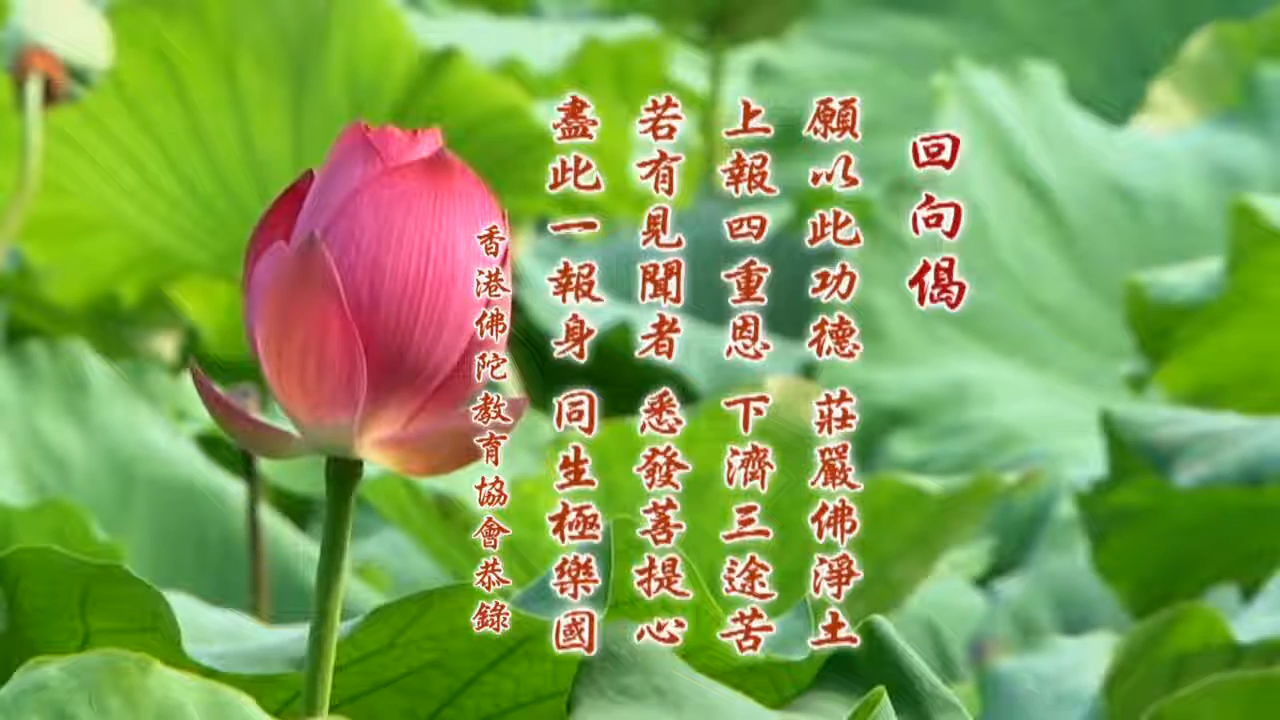 回向偈
願以此功德 莊嚴佛淨土
上報四重恩 下濟三途苦
若有見聞者 悉發菩提心
盡此一報身 同生極樂國
香港佛陀教育協會恭錄